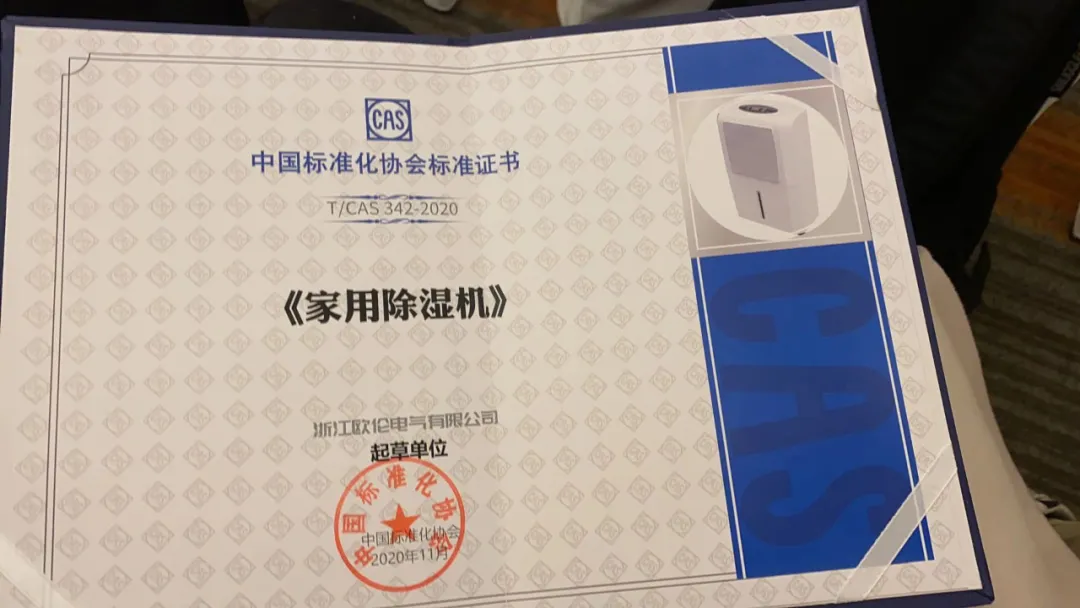 CAS
中国标准化协会标准证书
T/CAS 342-2020
《家用除湿机》
浙江欧伦电气有限公司
起草单位
中国标准化协会
中国标准化协会
2020年11月
CAS